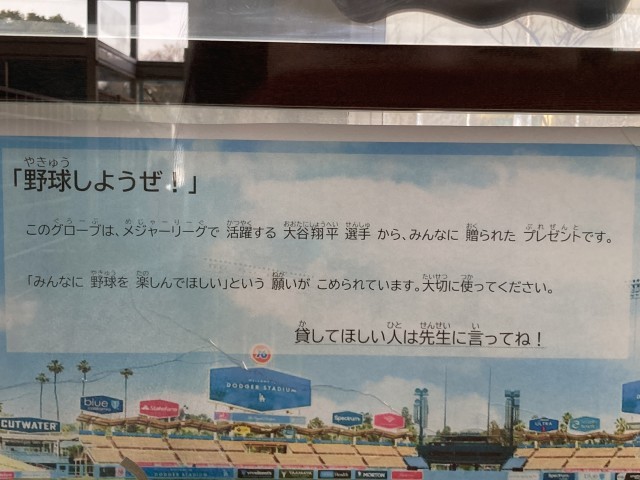 「野球しようぜ！」
このグローブは、メジャーリーグで 活躍する 大谷翔平 選手 から、みんなに 贈られた プレゼントです。
「みんなに 野球を 楽しんでほしい」という 願いが こめられています。大切に使ってください。
貸してほしい人は先生に言ってね！
76
DODGER STADIUM
CUTWATER
blue
State Farm
Spectrum
ULTRA